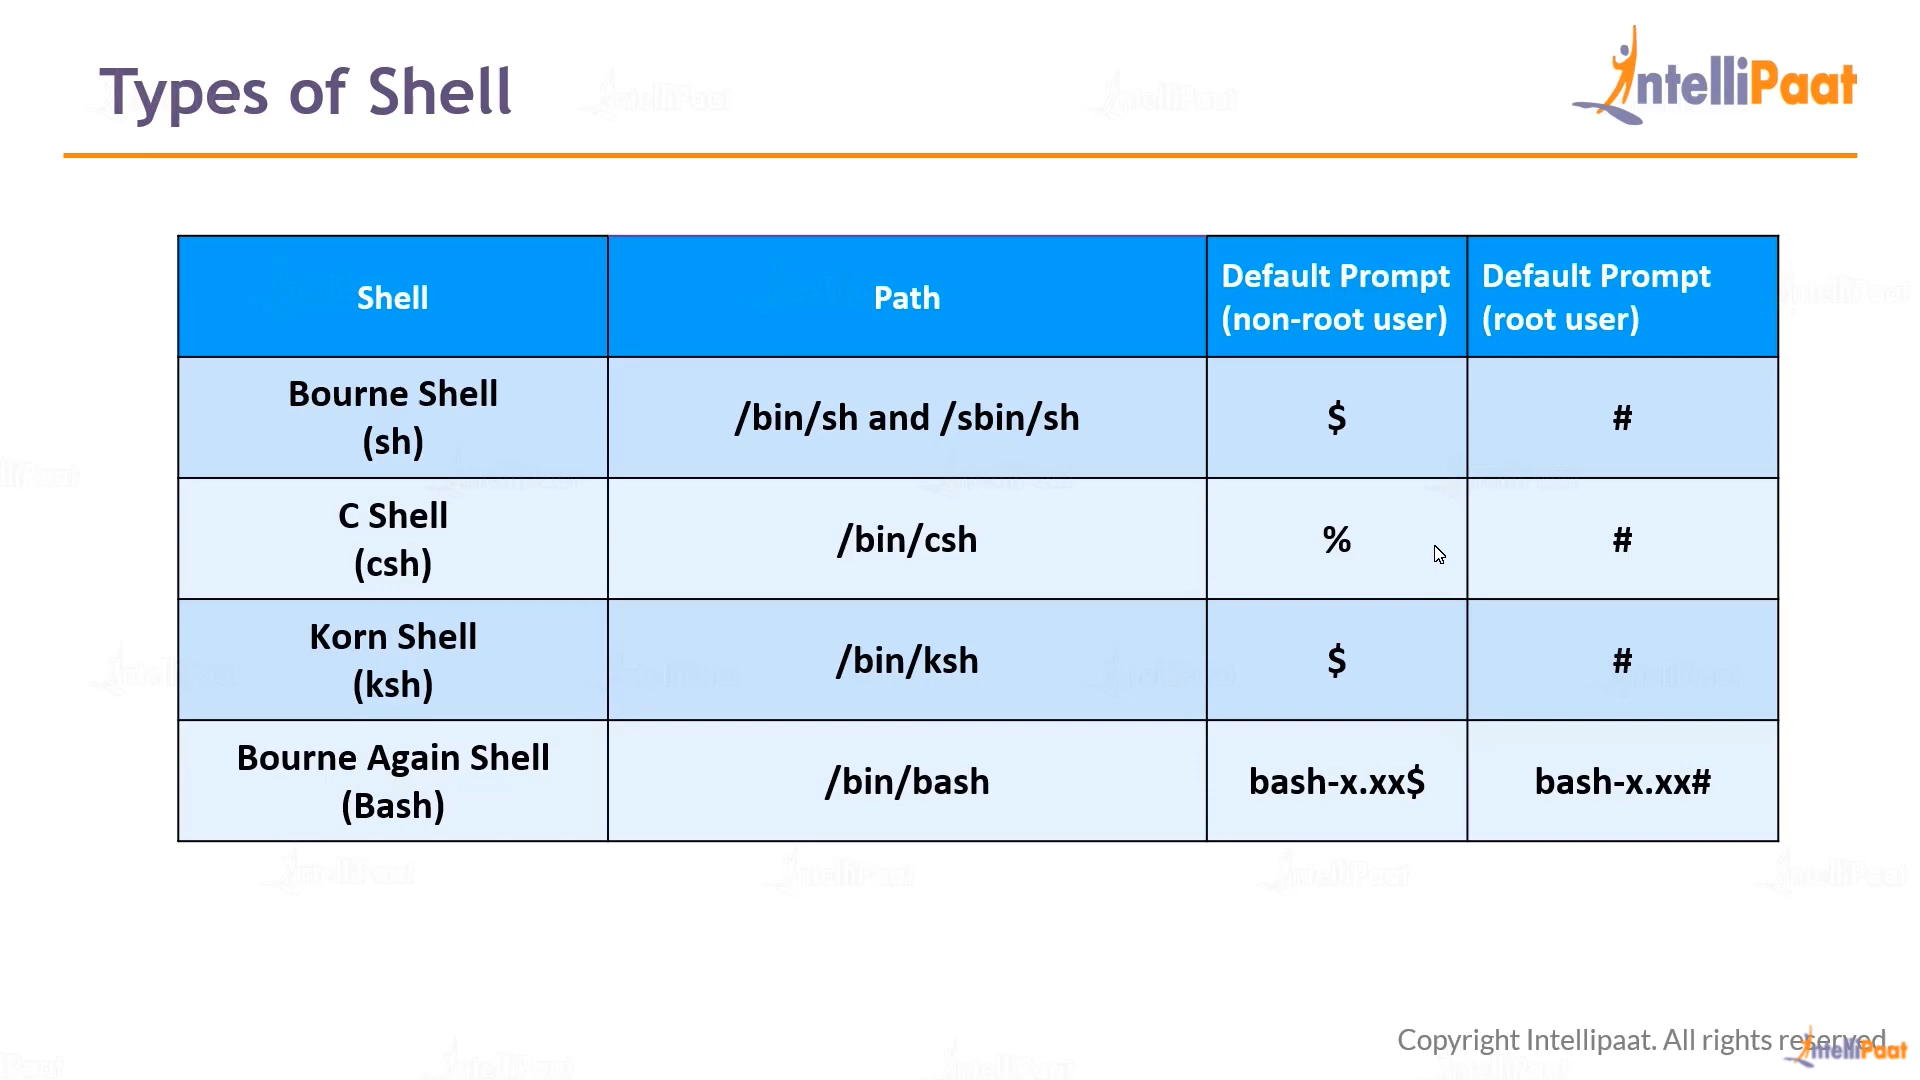 Types of Shell
IntelliPaat
Shell
Path
Default Prompt
(non-root user)
Default Prompt
(root user)
Bourne Shell
(sh)
/bin/sh and /sbin/sh
$
#
C Shell
(csh)
/bin/csh
%
#
Korn Shell
(ksh)
/bin/ksh
$
#
Bourne Again Shell
(Bash)
/bin/bash
bash-x.xx$
bash-x.xx#
Copyright Intellipaat. All rights reserved
IntelliPaat